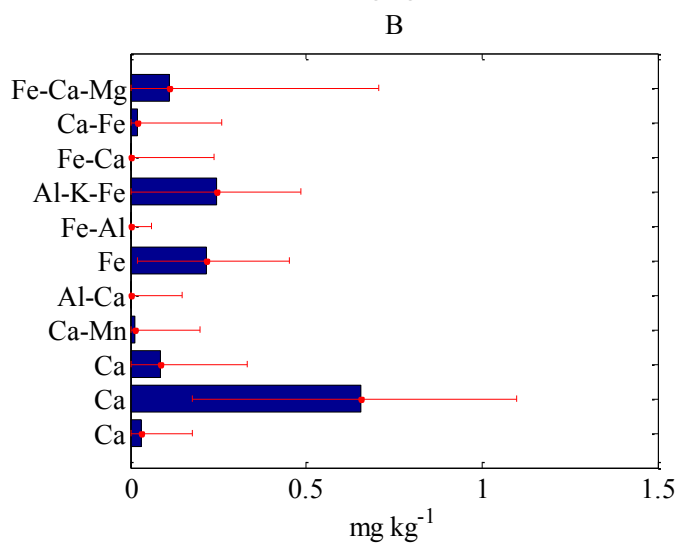 B
Fe-Ca-Mg
Ca-Fe
Fe-Ca
Al-K-Fe
Fe-Al
Fe
Al-Ca
Ca-Mn
Ca
Ca
Ca
0 0.5 1 1.5
mg kg⁻¹